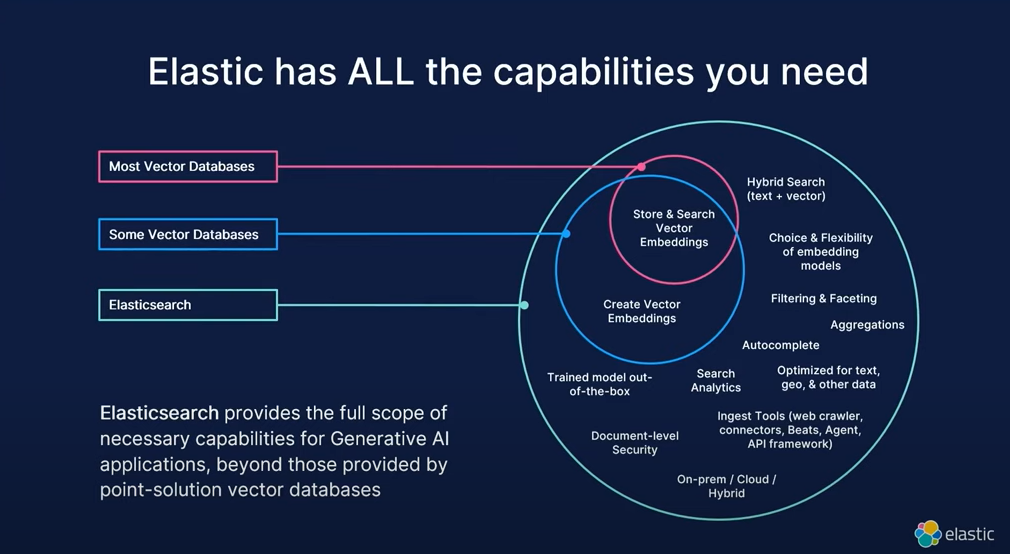 Elastic has ALL the capabilities you need
Most Vector Databases
Some Vector Databases
Elasticsearch
Store & Search
Vector
Embeddings
Create Vector
Embeddings
Hybrid Search
(text + vector)
Choice & Flexibility
of embedding
models
Filtering & Faceting
Aggregations
Autocomplete
Trained model out-
of-the-box
Search
Analytics
Optimized for text,
geo, & other data
Ingest Tools (web crawler,
connectors, Beats, Agent,
API framework)
Document-level
Security
On-prem / Cloud /
Hybrid
Elasticsearch provides the full scope of
necessary capabilities for Generative AI
applications, beyond those provided by
point-solution vector databases
elastic